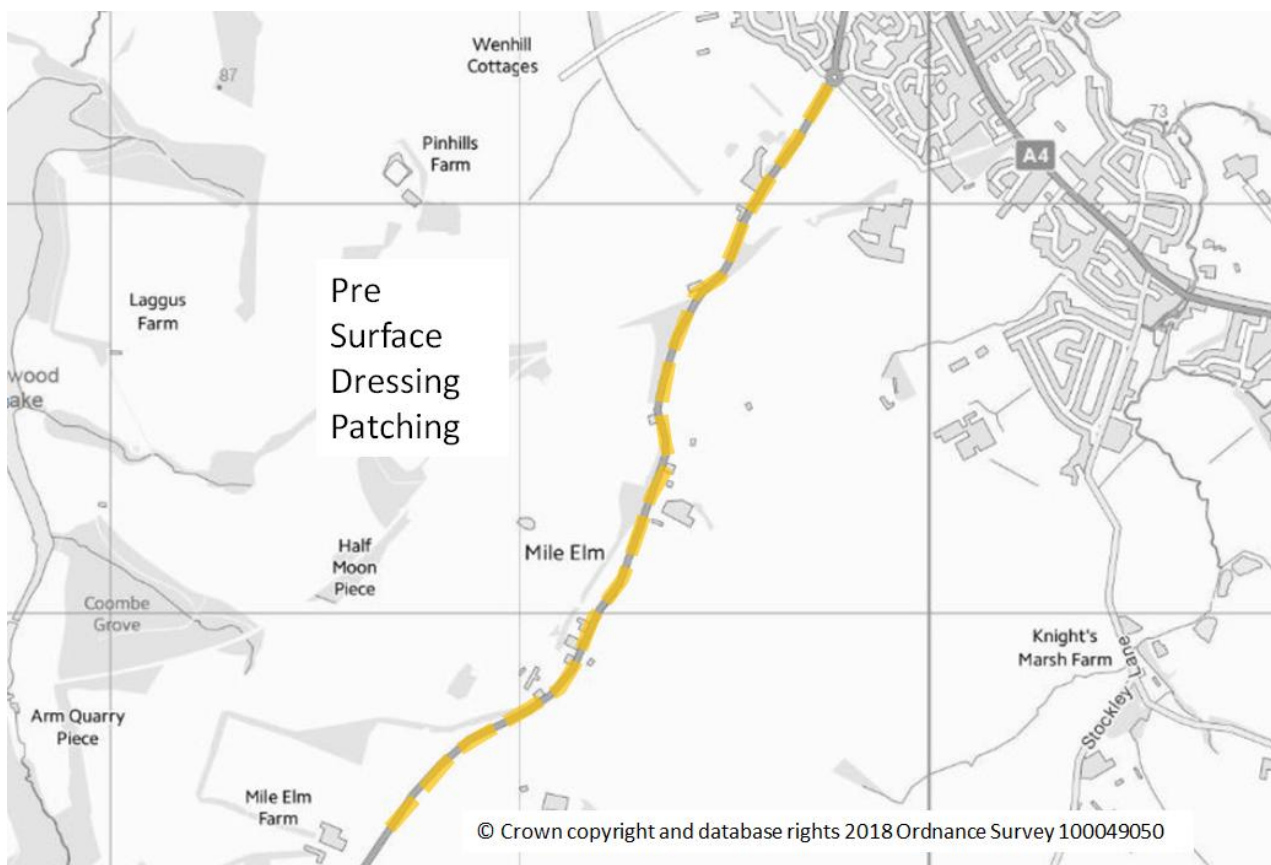 Wenhill
Cottages
87
Pinhills
Farm
73
A4
Pre
Surface
Dressing
Patching
Laggus
Farm
wood
ake
Mile Elm
Half
Moon
Piece
Coombe
Grove
Knight's
Marsh Farm
Stockley Lane
Arm Quarry
Piece
Mile Elm
Farm
© Crown copyright and database rights 2018 Ordnance Survey 100049050